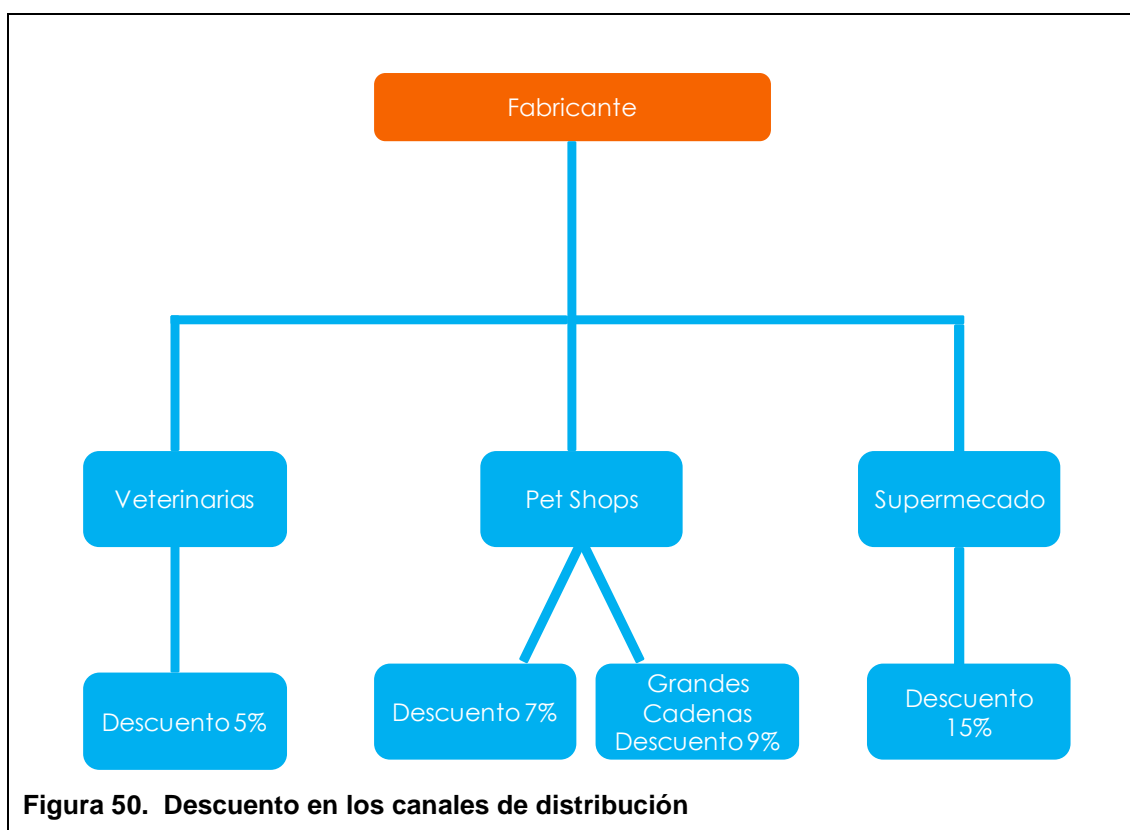 Fabricante
Veterinarias
Pet Shops
Supermecado
Descuento 5%
Descuento 7%
Grandes
Cadenas
Descuento 9%
Descuento
15%
Figura 50. Descuento en los canales de distribución